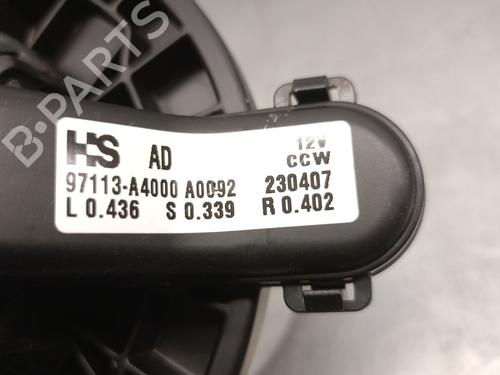 HS AD 12V
CCW
97113-A4000 A0092 230407
L 0.436 S 0.339 R 0.402
B-PARTS